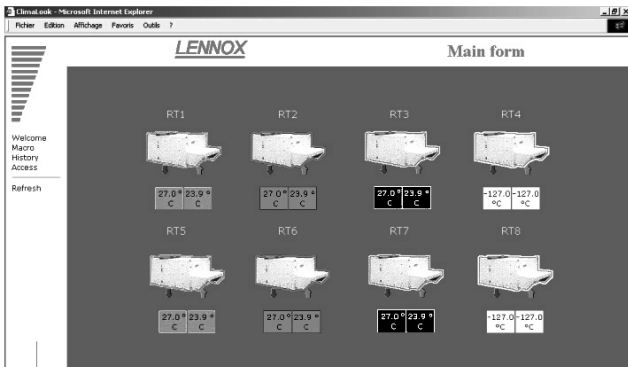 ClimaLook - Microsoft Internet Explorer
Fichier Edition Affichage Favoris Outils ?
LENNOX
Main form
Welcome
Macro
History
Access
Refresh
RT1 RT2 RT3 RT4
27.0° 23.9° 27.0° 23.9° 27.0° 23.9° -127.0 -127.0
C C C C C C °C °C
RT5 RT6 RT7 RT8
27.0° 23.9° 27.0° 23.9° 27.0° 23.9° -127.0 -127.0
C C C C C C °C °C